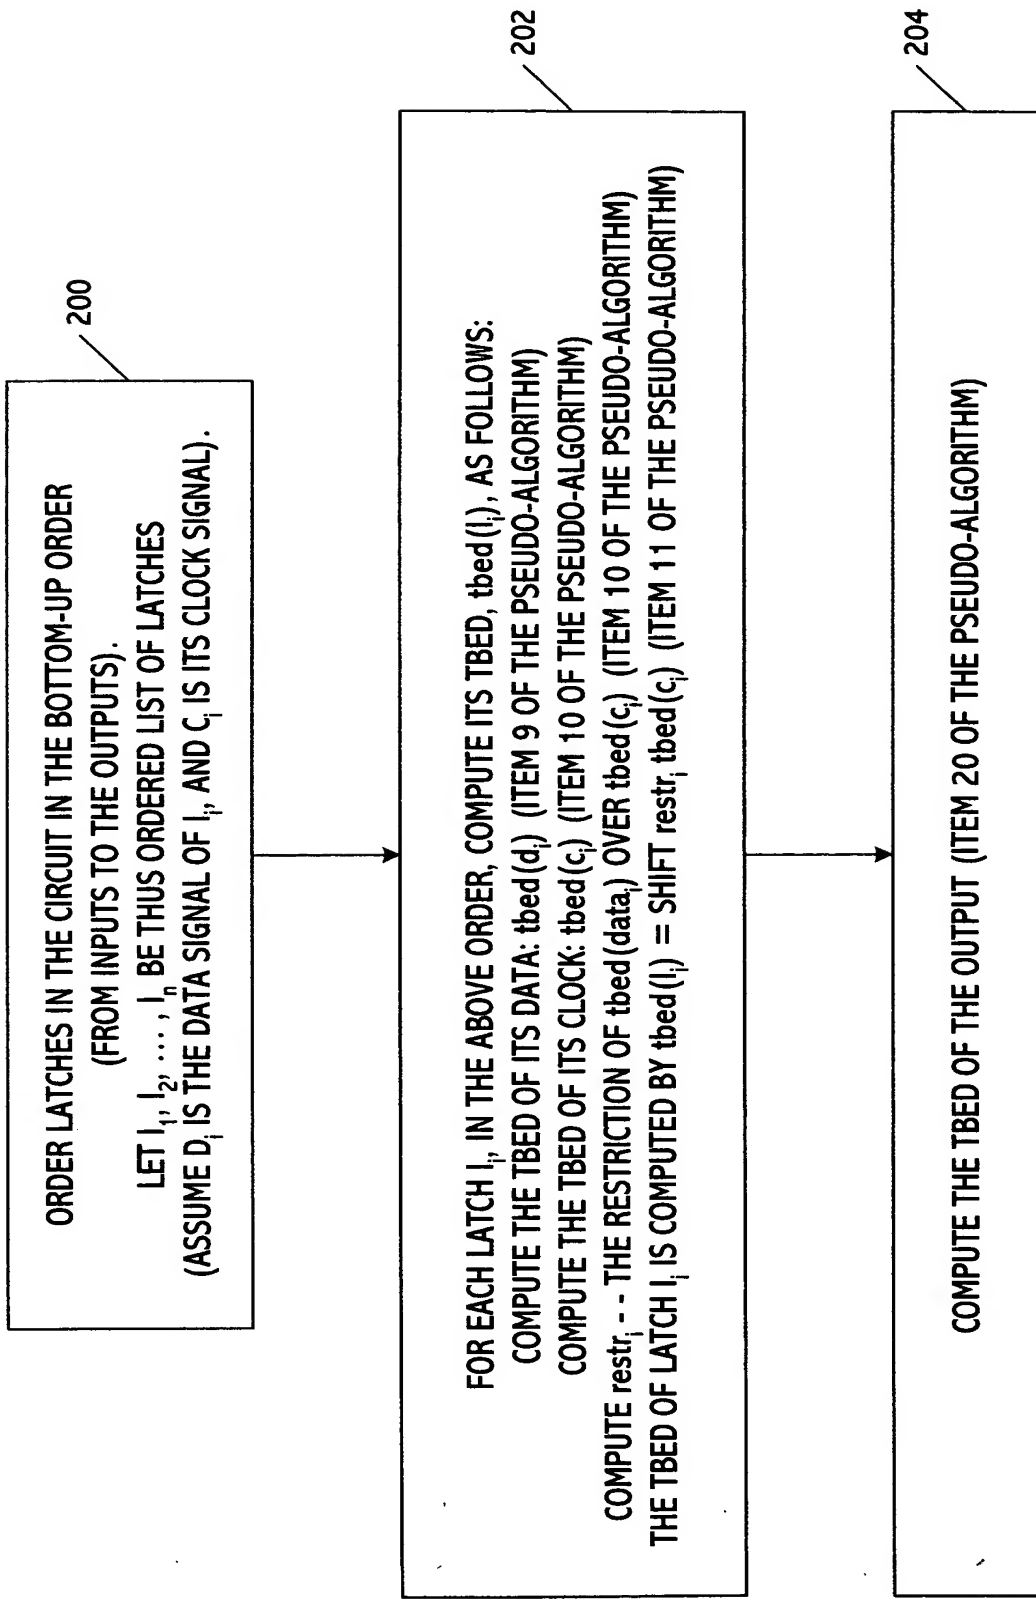 200
ORDER LATCHES IN THE CIRCUIT IN THE BOTTOM-UP ORDER
(FROM INPUTS TO THE OUTPUTS).
LET l₁, l₂, ..., lₙ BE THUS ORDERED LIST OF LATCHES
(ASSUME Dᵢ IS THE DATA SIGNAL OF lᵢ, AND Cᵢ IS ITS CLOCK SIGNAL).
202
FOR EACH LATCH lᵢ, IN THE ABOVE ORDER, COMPUTE ITS TBED, tbed(lᵢ), AS FOLLOWS:
COMPUTE THE TBED OF ITS DATA: tbed(dᵢ) (ITEM 9 OF THE PSEUDO-ALGORITHM)
COMPUTE THE TBED OF ITS CLOCK: tbed(cᵢ) (ITEM 10 OF THE PSEUDO-ALGORITHM)
COMPUTE restrᵢ - - THE RESTRICTION OF tbed(dataᵢ) OVER tbed(cᵢ) (ITEM 10 OF THE PSEUDO-ALGORITHM)
THE TBED OF LATCH lᵢ IS COMPUTED BY tbed(lᵢ) = SHIFT restrᵢ tbed(cᵢ) (ITEM 11 OF THE PSEUDO-ALGORITHM)
204
COMPUTE THE TBED OF THE OUTPUT (ITEM 20 OF THE PSEUDO-ALGORITHM)